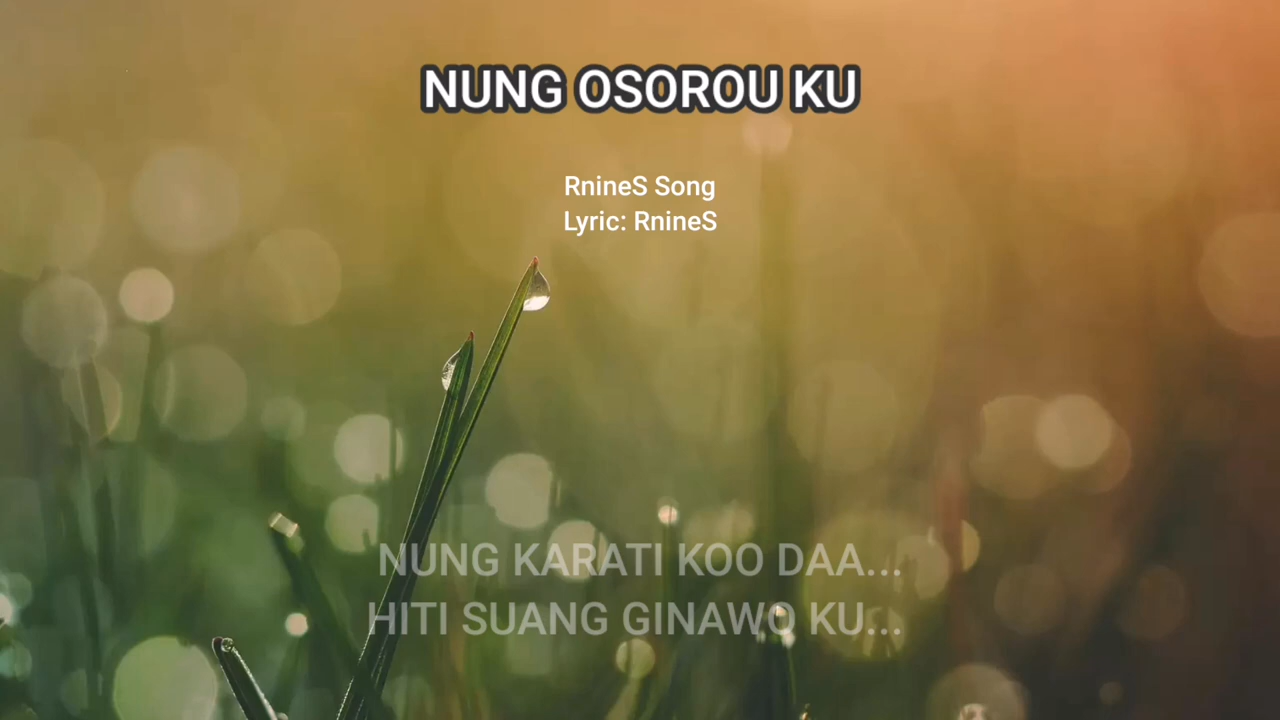 NUNG OSOROU KU
RnineS Song
Lyric: RnineS
NUNG KARATI KOO DAA...
HITI SUANG GINAWO KU...